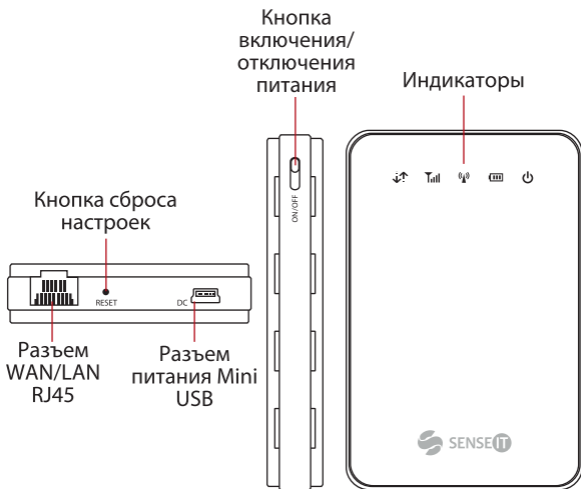 Кнопка
включения/
отключения
питания
Индикаторы
ON/OFF
Кнопка сброса
настроек
RESET
DC
Разъем
WAN/LAN
RJ45
Разъем
питания Mini
USB
SENSEIT